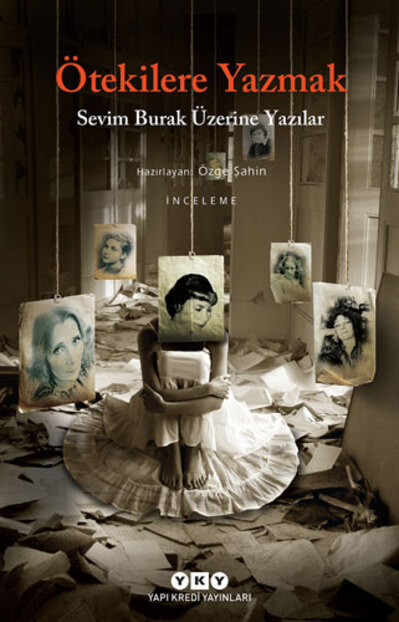 Ötekilere Yazmak
Sevim Burak Üzerine Yazılar
Hazırlayan: Özge Şahin
İNCELEME
YKY
YAPI KREDİ YAYINLARI